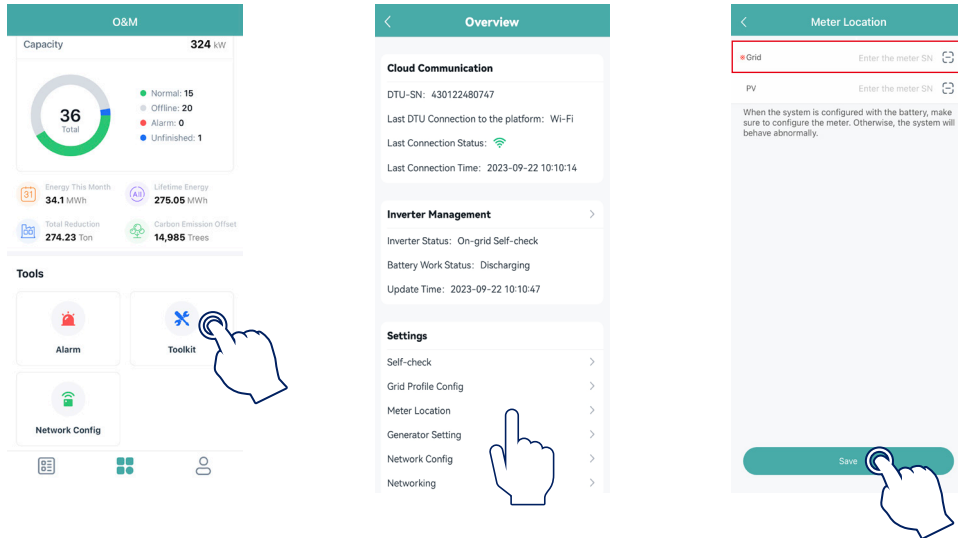 O&M
Capacity 324 kW
36
Total
Normal: 15
Offline: 20
Alarm: 0
Unfinished: 1
31 Energy This Month
34.1 MWh
Lifetime Energy
275.05 MWh
Total Reduction
274.23 Ton
Carbon Emission Offset
14,985 Trees
Tools
Alarm
Toolkit
Network Config
Overview
Cloud Communication
DTU-SN: 430122480747
Last DTU Connection to the platform: Wi-Fi
Last Connection Status:
Last Connection Time: 2023-09-22 10:10:14
Inverter Management
Inverter Status: On-grid Self-check
Battery Work Status: Discharging
Update Time: 2023-09-22 10:10:47
Settings
Self-check
Grid Profile Config
Meter Location
Generator Setting
Network Config
Networking
Meter Location
※Grid Enter the meter SN
PV Enter the meter SN
When the system is configured with the battery, make
sure to configure the meter. Otherwise, the system will
behave abnormally.
Save